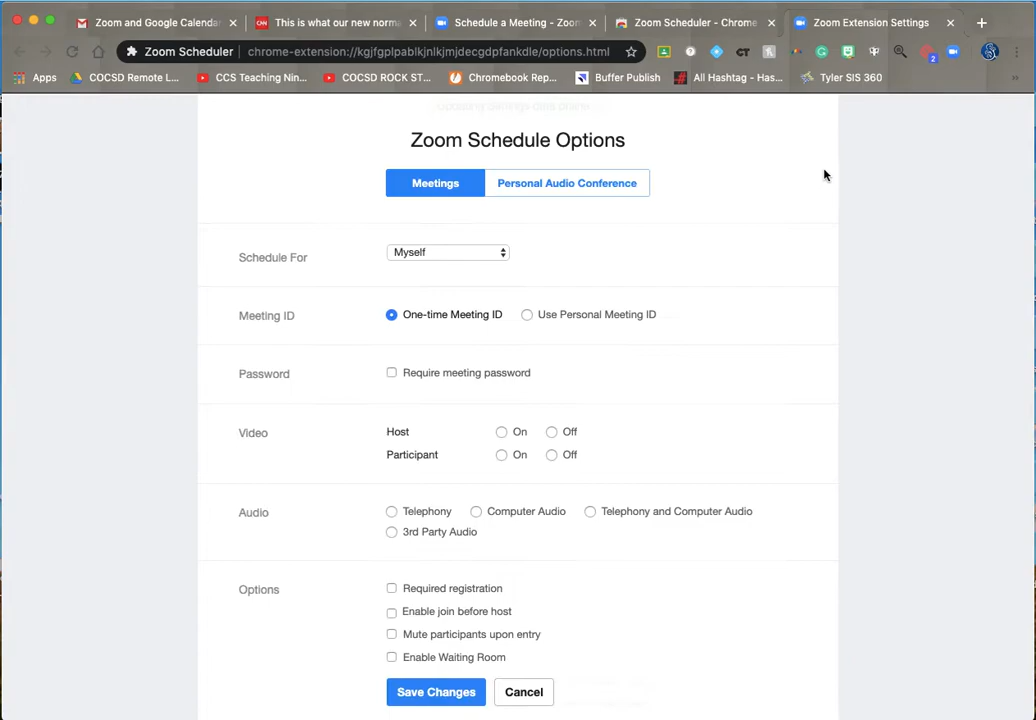 Zoom and Google Calenda
This is what our new norma
Schedule a Meeting - Zoom
Zoom Scheduler - Chrome
Zoom Extension Settings
Zoom Scheduler
chrome-extension://kgjfgplpablkjnlkjmjdecgdpfankdle/options.html
Apps
COCSD Remote L...
CCS Teaching Nin...
COCSD ROCK ST...
Chromebook Rep...
Buffer Publish
All Hashtag - Has...
Tyler SIS 360
Zoom Schedule Options
Meetings
Personal Audio Conference
Schedule For
Myself
Meeting ID
One-time Meeting ID
Use Personal Meeting ID
Password
Require meeting password
Video
Host
On
Off
Participant
On
Off
Audio
Telephony
Computer Audio
Telephony and Computer Audio
3rd Party Audio
Options
Required registration
Enable join before host
Mute participants upon entry
Enable Waiting Room
Save Changes
Cancel